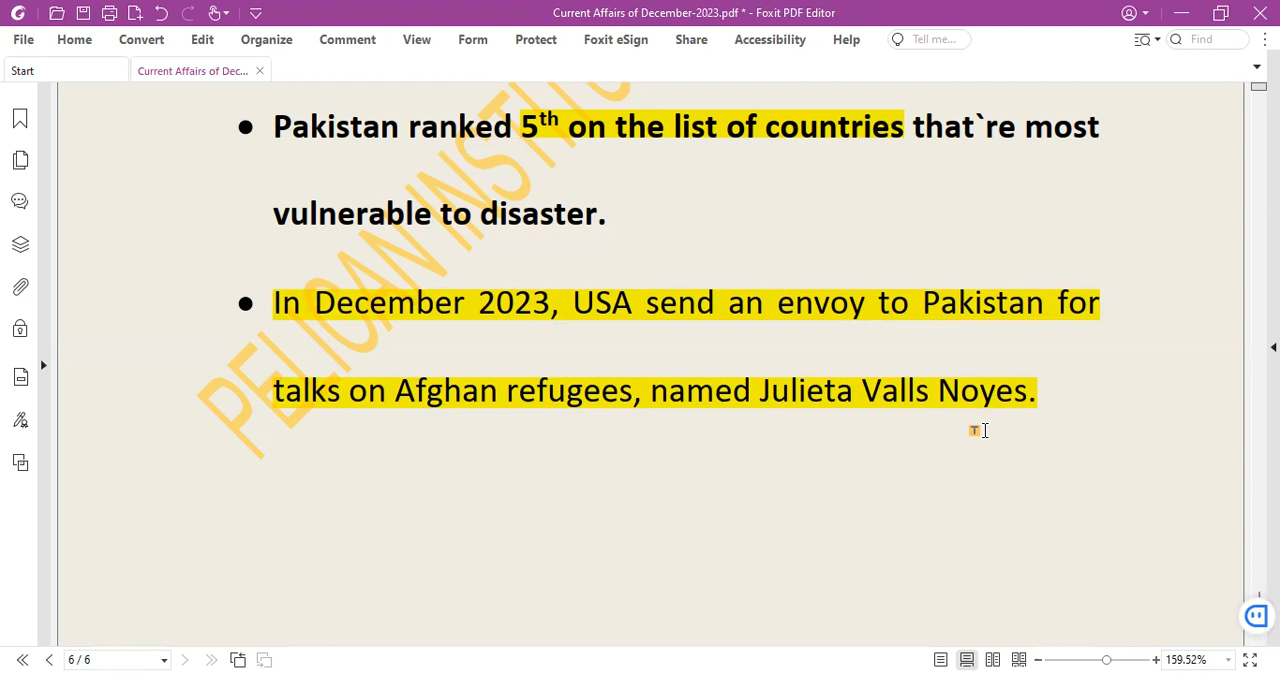 Current Affairs of December-2023.pdf * - Foxit PDF Editor
File Home Convert Edit Organize Comment View Form Protect Foxit eSign Share Accessibility Help Tell me... Find
Start Current Affairs of Dec... ×
PELICAN INSTIT
● Pakistan ranked 5th on the list of countries that`re most
vulnerable to disaster.
● In December 2023, USA send an envoy to Pakistan for
talks on Afghan refugees, named Julieta Valls Noyes.
T
6 / 6 159.52%